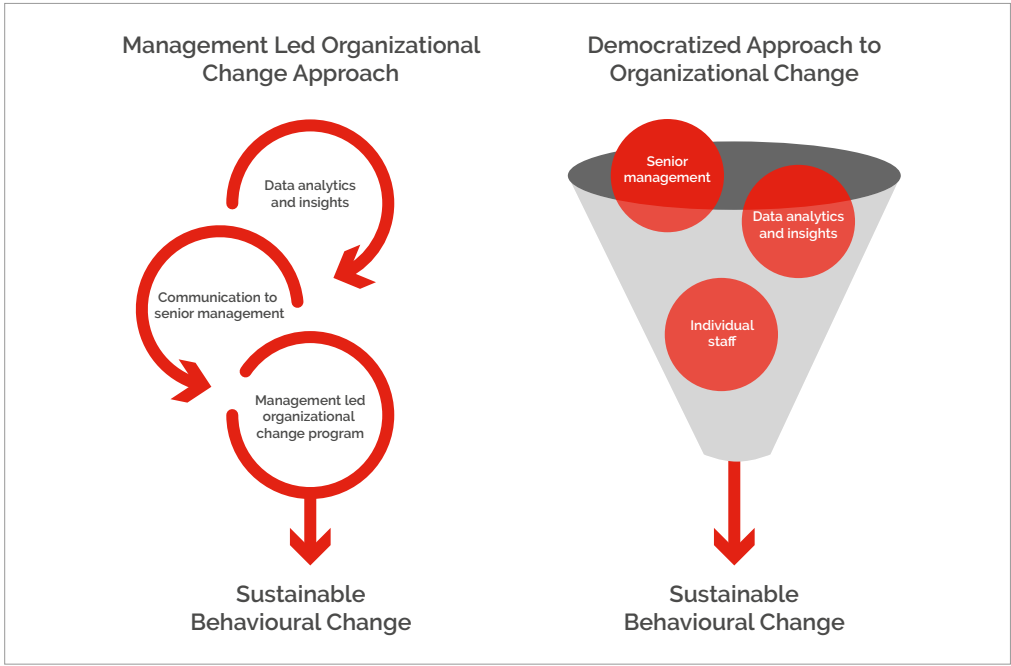 Management Led Organizational
Change Approach
Data analytics
and insights
Communication to
senior management
Management led
organizational
change program
Sustainable
Behavioural Change
Democratized Approach to
Organizational Change
Senior
management
Data analytics
and insights
Individual
staff
Sustainable
Behavioural Change